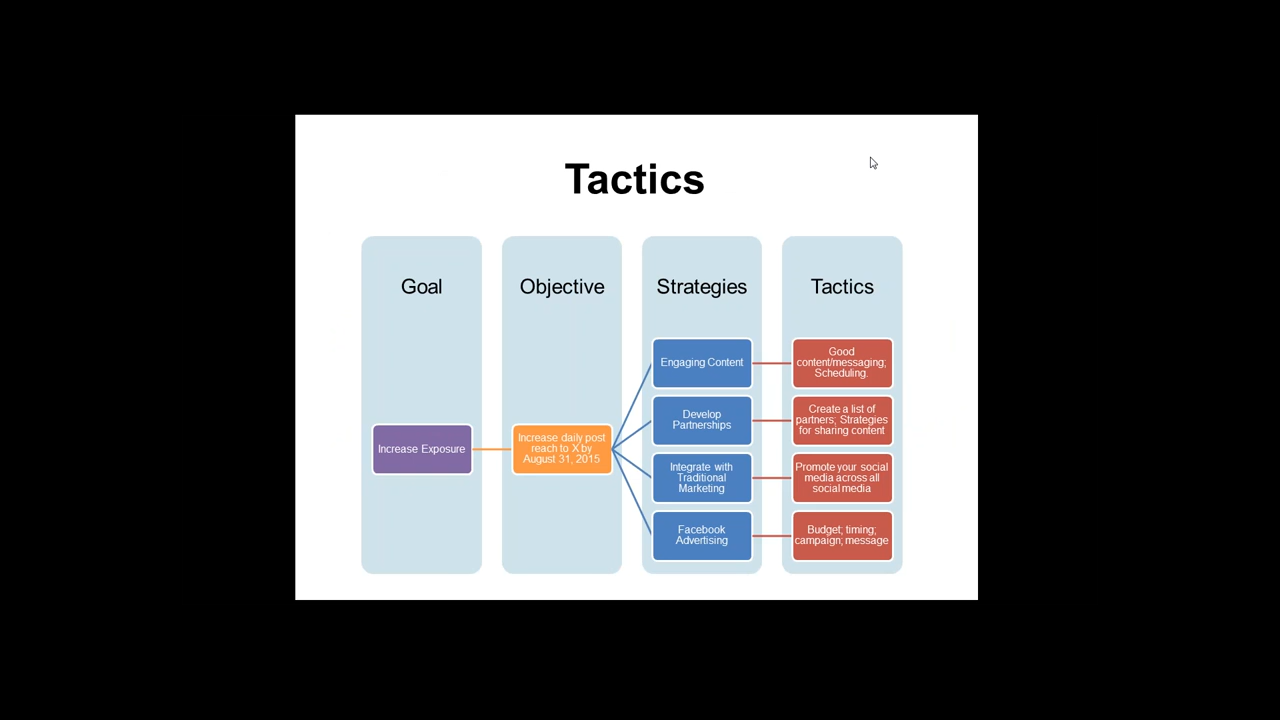 Tactics
Goal
Objective
Strategies
Tactics
Increase Exposure
Increase daily post
reach to X by
August 31, 2015
Engaging Content
Develop
Partnerships
Integrate with
Traditional
Marketing
Facebook
Advertising
Good
content/messaging;
Scheduling.
Create a list of
partners; Strategies
for sharing content
Promote your social
media across all
social media
Budget; timing;
campaign; message